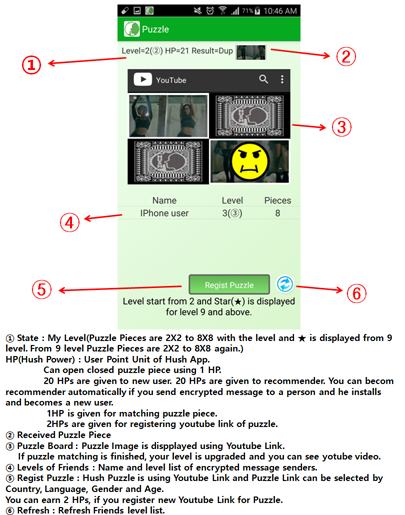 71% 10:46 AM
Puzzle
Level=2(②) HP=21 Result=Dup
①
②
YouTube
③
Name Level Pieces
④ IPhone user 3(③) 8
⑤ Regist Puzzle ⑥
Level start from 2 and Star(★) is displayed
for level 9 and above.
① State : My Level(Puzzle Pieces are 2X2 to 8X8 with the level and ★ is displayed from 9
level. From 9 level Puzzle Pieces are 2X2 to 8X8 again.)
HP(Hush Power) : User Point Unit of Hush App.
Can open closed puzzle piece using 1 HP.
20 HPs are given to new user. 20 HPs are given to recommender. You can becom
recommender automatically if you send encrypted message to a person and he installs
and becomes a new user.
1HP is given for matching puzzle piece.
2HPs are given for registering youtube link of puzzle.
② Received Puzzle Piece
③ Puzzle Board : Puzzle Image is dispplayed using Youtube Link.
If puzzle matching is finished, your level is upgraded and you can see yotube video.
④ Levels of Friends : Name and level list of encrypted message senders.
⑤ Regist Puzzle : Hush Puzzle is using Youtube Link and Puzzle Link can be selected by
Country, Language, Gender and Age.
You can earn 2 HPs, if you register new Youtube Link for Puzzle.
⑥ Refresh : Refresh Friends level list.